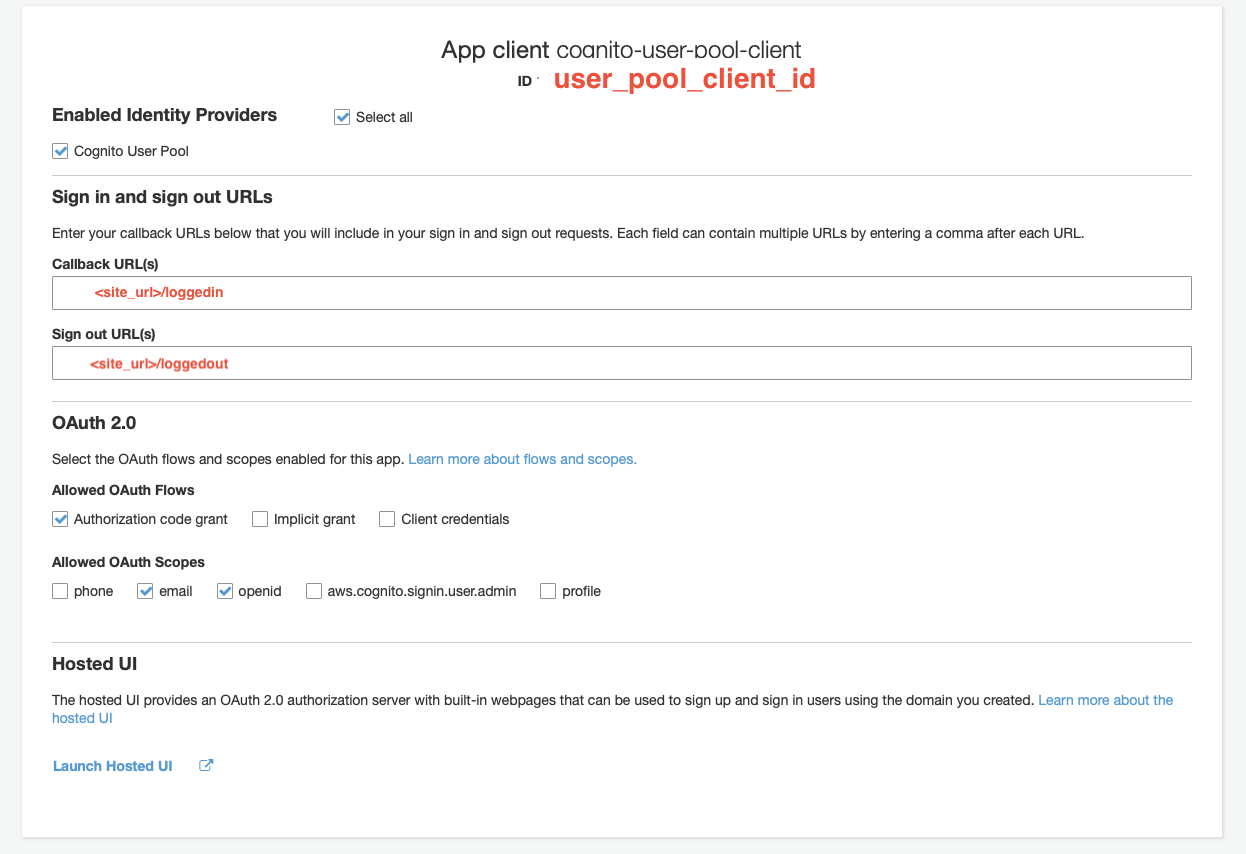 App client cognito-user-pool-client
ID user_pool_client_id
Enabled Identity Providers Select all
Cognito User Pool
Sign in and sign out URLs
Enter your callback URLs below that you will include in your sign in and sign out requests. Each field can contain multiple URLs by entering a comma after each URL.
Callback URL(s)
<site_url>/loggedin
Sign out URL(s)
<site_url>/loggedout
OAuth 2.0
Select the OAuth flows and scopes enabled for this app. Learn more about flows and scopes.
Allowed OAuth Flows
Authorization code grant Implicit grant Client credentials
Allowed OAuth Scopes
phone email openid aws.cognito.signin.user.admin profile
Hosted UI
The hosted UI provides an OAuth 2.0 authorization server with built-in webpages that can be used to sign up and sign in users using the domain you created. Learn more about the
hosted UI
Launch Hosted UI